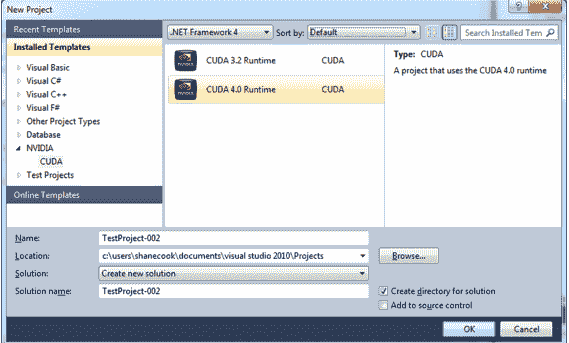 New Project
Recent Templates
.NET Framework 4
Sort by:
Default
Search Installed Tem
Installed Templates
Visual Basic
Visual C#
Visual C++
Visual F#
Other Project Types
Database
NVIDIA
CUDA
Test Projects
Online Templates
CUDA 3.2 Runtime CUDA
CUDA 4.0 Runtime CUDA
Type: CUDA
A project that uses the CUDA 4.0 runtime
Name: TestProject-002
Location: c:\users\shanecook\documents\visual studio 2010\Projects
Browse...
Solution: Create new solution
Solution name: TestProject-002
Create directory for solution
Add to source control
OK
Cancel